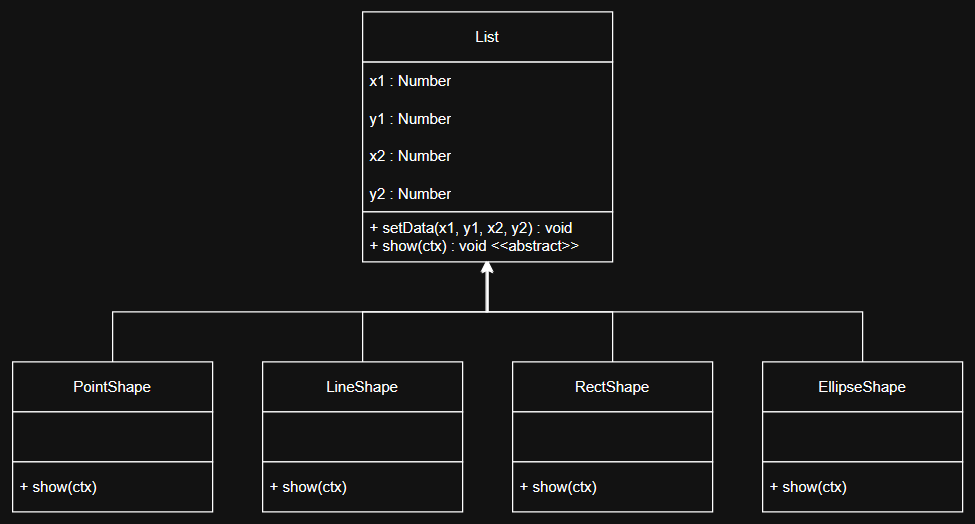 List
x1 : Number
y1 : Number
x2 : Number
y2 : Number
+ setData(x1, y1, x2, y2) : void
+ show(ctx) : void <<abstract>>
PointShape
LineShape
RectShape
EllipseShape
+ show(ctx)
+ show(ctx)
+ show(ctx)
+ show(ctx)